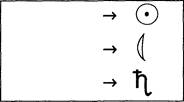 → ☉
→ ☾
→ ♄